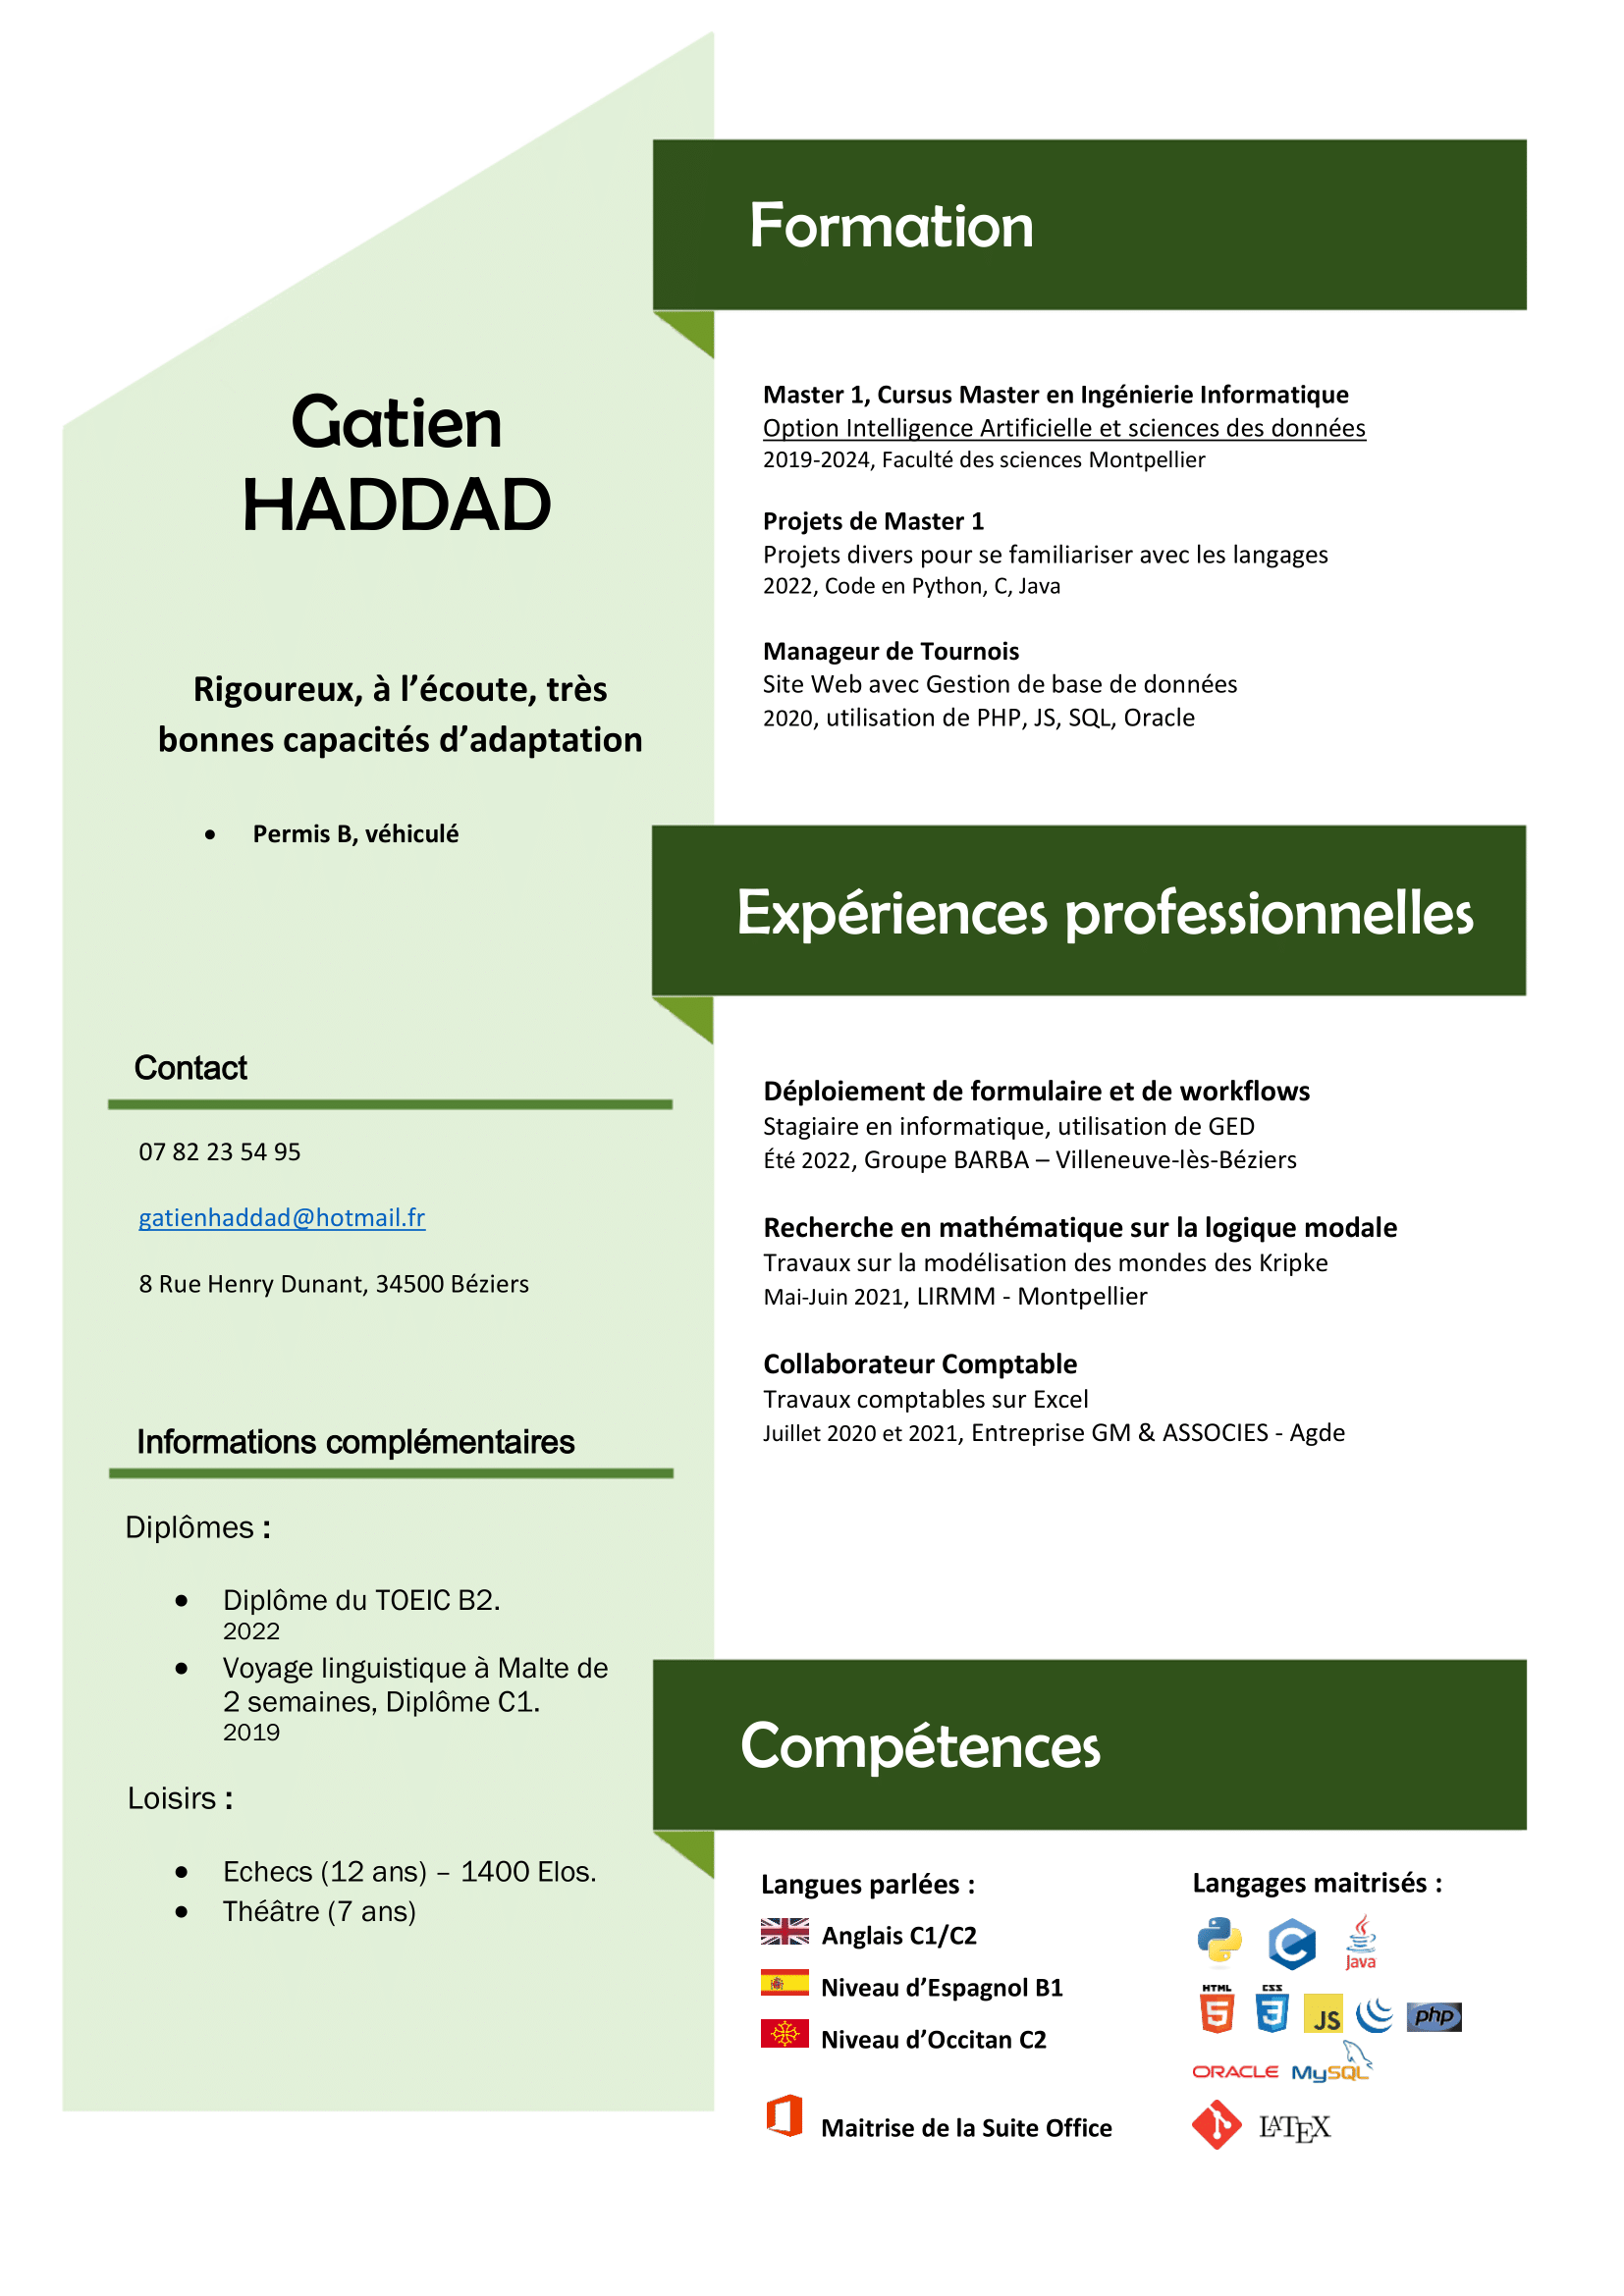 Gatien
HADDAD
Rigoureux, à l’écoute, très
bonnes capacités d’adaptation
• Permis B, véhiculé
Contact
07 82 23 54 95
gatienhaddad@hotmail.fr
8 Rue Henry Dunant, 34500 Béziers
Informations complémentaires
Diplômes :
• Diplôme du TOEIC B2.
2022
• Voyage linguistique à Malte de
2 semaines, Diplôme C1.
2019
Loisirs :
• Echecs (12 ans) – 1400 Elos.
• Théâtre (7 ans)
Formation
Master 1, Cursus Master en Ingénierie Informatique
Option Intelligence Artificielle et sciences des données
2019-2024, Faculté des sciences Montpellier
Projets de Master 1
Projets divers pour se familiariser avec les langages
2022, Code en Python, C, Java
Manageur de Tournois
Site Web avec Gestion de base de données
2020, utilisation de PHP, JS, SQL, Oracle
Expériences professionnelles
Déploiement de formulaire et de workflows
Stagiaire en informatique, utilisation de GED
Été 2022, Groupe BARBA – Villeneuve-lès-Béziers
Recherche en mathématique sur la logique modale
Travaux sur la modélisation des mondes des Kripke
Mai-Juin 2021, LIRMM - Montpellier
Collaborateur Comptable
Travaux comptables sur Excel
Juillet 2020 et 2021, Entreprise GM & ASSOCIES - Agde
Compétences
Langues parlées :
Anglais C1/C2
Niveau d’Espagnol B1
Niveau d’Occitan C2
Maitrise de la Suite Office
Langages maitrisés :
C Java
HTML 5 CSS 3 JS php
ORACLE MySQL
LATEX